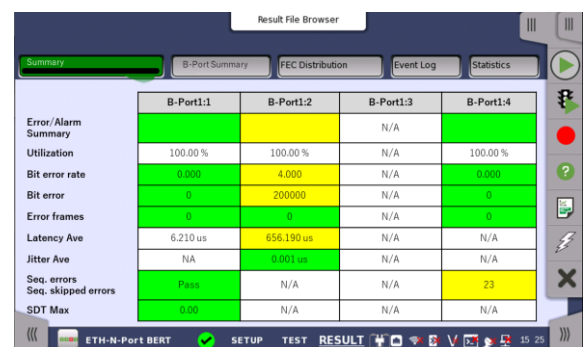 Result File Browser
Summary
B-Port Summary
FEC Distribution
Event Log
Statistics
B-Port1:1 B-Port1:2 B-Port1:3 B-Port1:4
Error/Alarm
Summary
N/A
Utilization 100.00 % 100.00 % N/A 100.00 %
Bit error rate 0.000 4.000 N/A 0.000
Bit error 0 200000 N/A 0
Error frames 0 0 N/A 0
Latency Ave 6.210 us 656.190 us N/A N/A
Jitter Ave NA 0.001 us N/A N/A
Seq. errors
Seq. skipped errors
Pass N/A N/A 23
SDT Max 0.00 N/A N/A N/A
ETH-N-Port BERT SETUP TEST RESULT 15 25